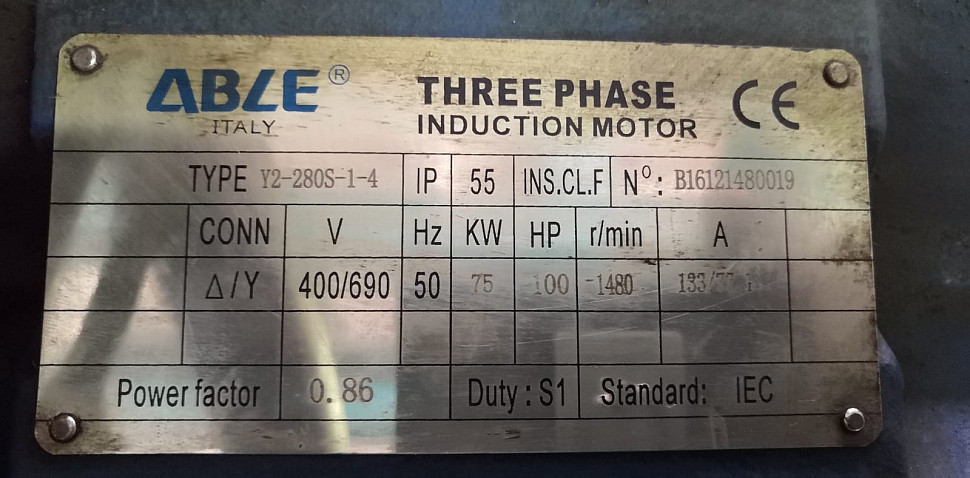 ABLE ®
ITALY
THREE PHASE
INDUCTION MOTOR
CE
TYPE Y2-280S-1-4 IP 55 INS.CL.F Nº: B16121480019
CONN V Hz KW HP r/min A
Δ/Y 400/690 50 75 100 1480 133/
Power factor 0.86 Duty : S1 Standard: IEC